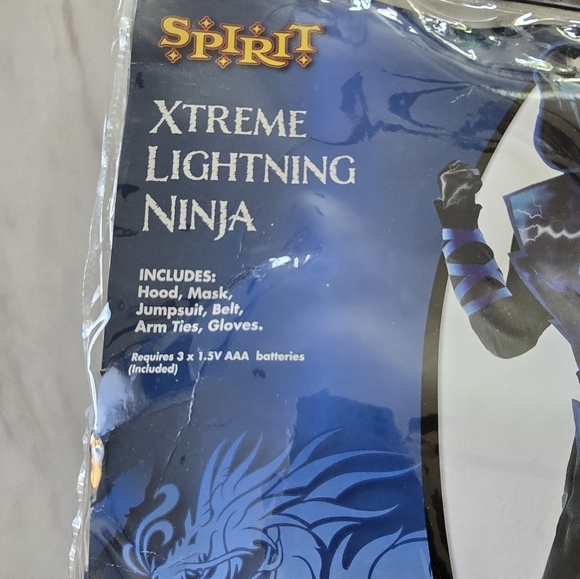 SPIRIT
XTREME
LIGHTNING
NINJA
INCLUDES:
Hood, Mask,
Jumpsuit, Belt,
Arm Ties, Gloves.
Requires 3 x 1.5V AAA batteries
(Included)